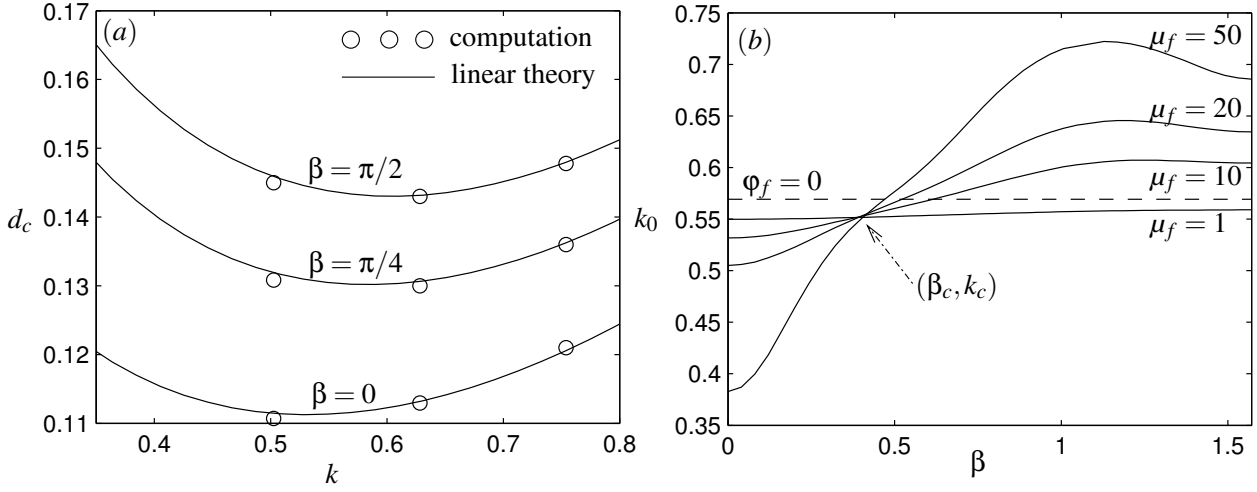 (a)
computation
linear theory
β = π/2
β = π/4
β = 0
0.17
0.16
0.15
0.14
0.13
0.12
0.11
d_c
0.4
0.5
0.6
0.7
0.8
k
(b)
μ_f = 50
μ_f = 20
φ_f = 0
μ_f = 10
μ_f = 1
(β_c, k_c)
0.75
0.7
0.65
0.6
0.55
0.5
0.45
0.4
0.35
k_0
0
0.5
1
1.5
β